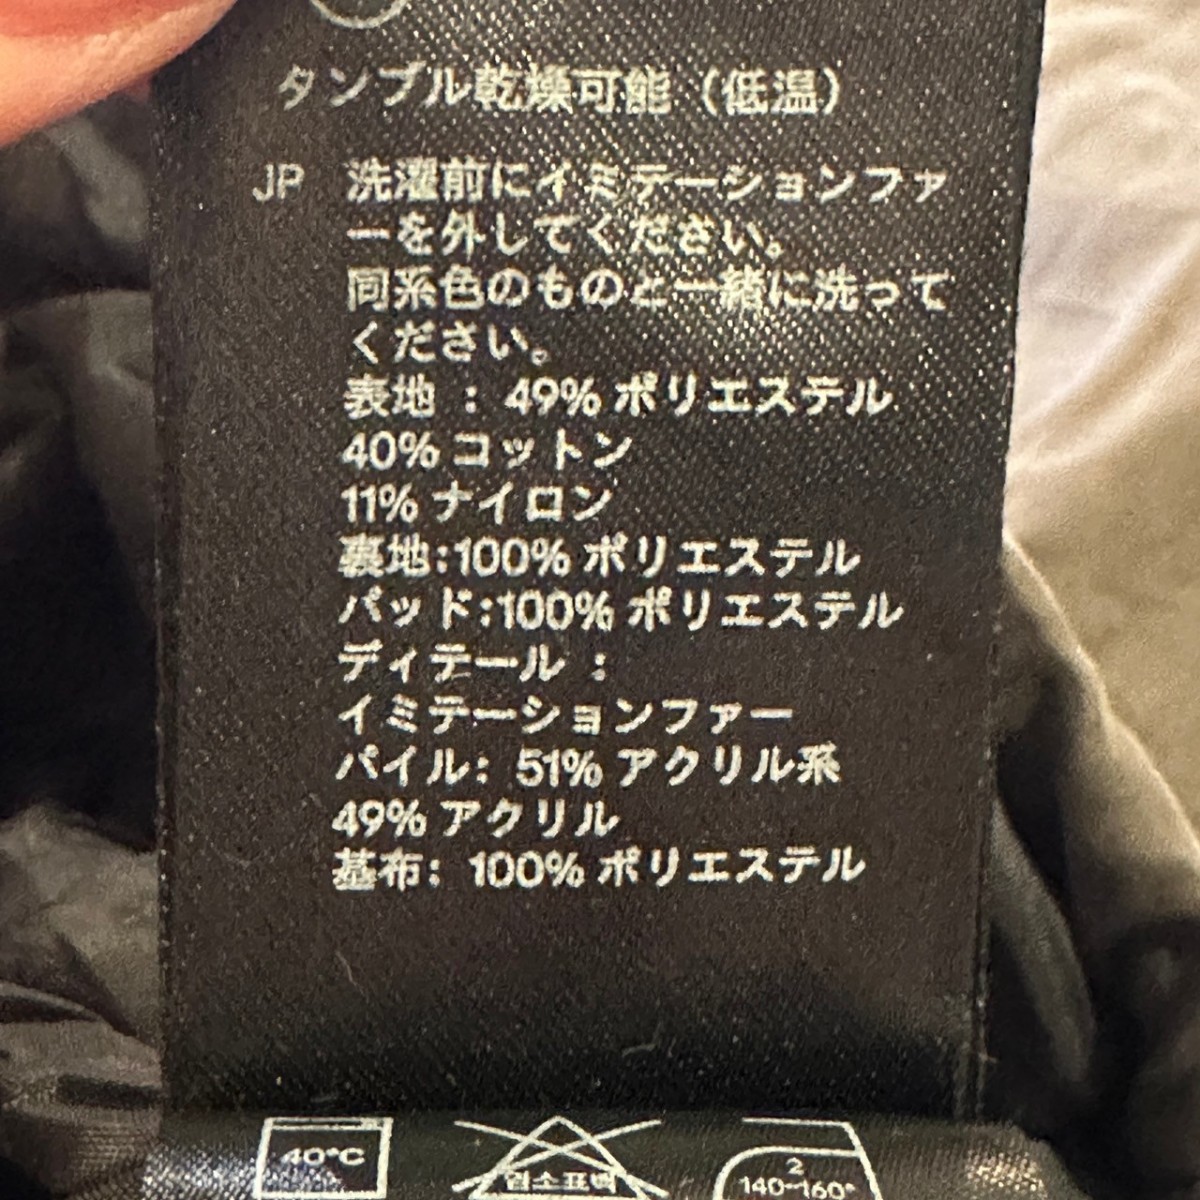 タンブル乾燥可能（低温）
JP 洗濯前にイミテーションファ
ーを外してください。
同系色のものと一緒に洗って
ください。
表地 : 49% ポリエステル
40% コットン
11% ナイロン
裏地:100% ポリエステル
パッド:100% ポリエステル
ディテール :
イミテーションファー
パイル: 51% アクリル系
49% アクリル
基布: 100% ポリエステル
40°C
염소표백
2
140-160°